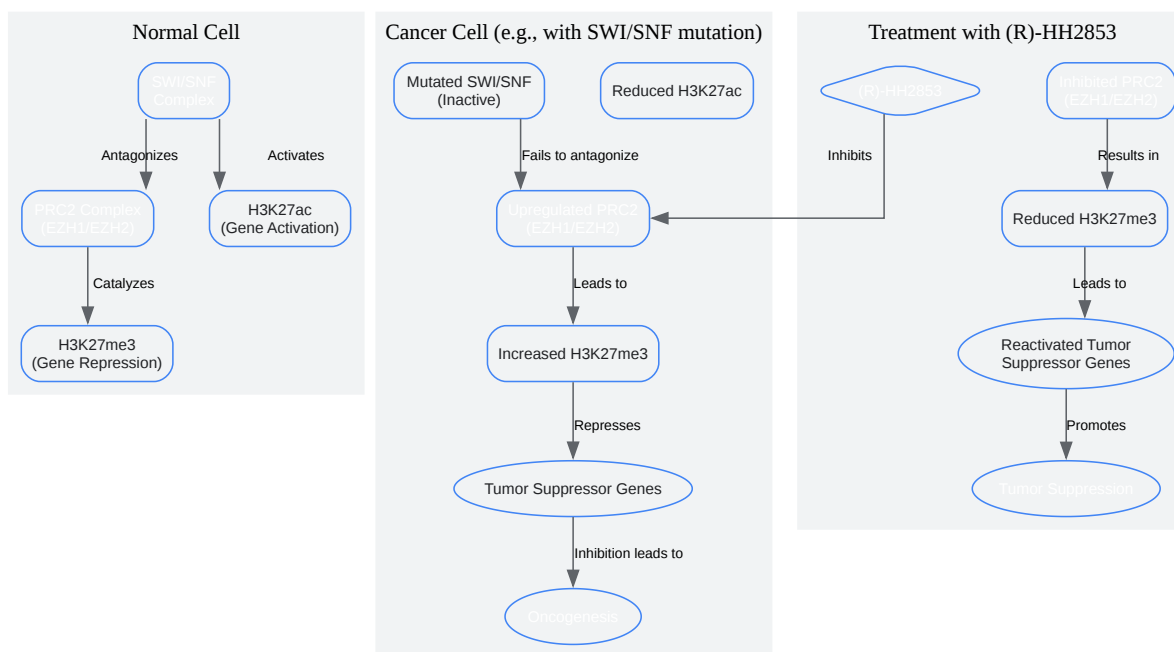 Normal Cell
SWI/SNF
Complex
Antagonizes
Activates
PRC2 Complex
(EZH1/EZH2)
H3K27ac
(Gene Activation)
Catalyzes
H3K27me3
(Gene Repression)
Cancer Cell (e.g., with SWI/SNF mutation)
Mutated SWI/SNF
(Inactive)
Reduced H3K27ac
Fails to antagonize
Upregulated PRC2
(EZH1/EZH2)
Leads to
Increased H3K27me3
Represses
Tumor Suppressor Genes
Inhibition leads to
Oncogenesis
Treatment with (R)-HH2853
(R)-HH2853
Inhibits
Inhibited PRC2
(EZH1/EZH2)
Results in
Reduced H3K27me3
Leads to
Reactivated Tumor
Suppressor Genes
Promotes
Tumor Suppression